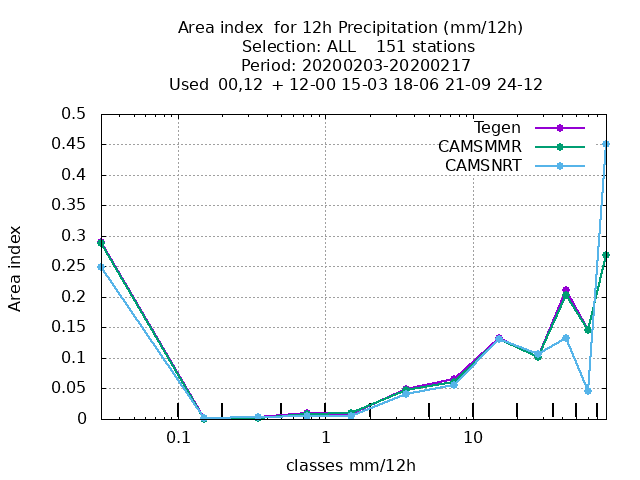 Area index  for 12h Precipitation (mm/12h)
Selection: ALL    151 stations
Period: 20200203-20200217
Used  00,12  + 12-00 15-03 18-06 21-09 24-12
Tegen
CAMSMMR
CAMSNRT
0.5
0.45
0.4
0.35
0.3
0.25
0.2
0.15
0.1
0.05
0
Area index
0.1
1
10
classes mm/12h